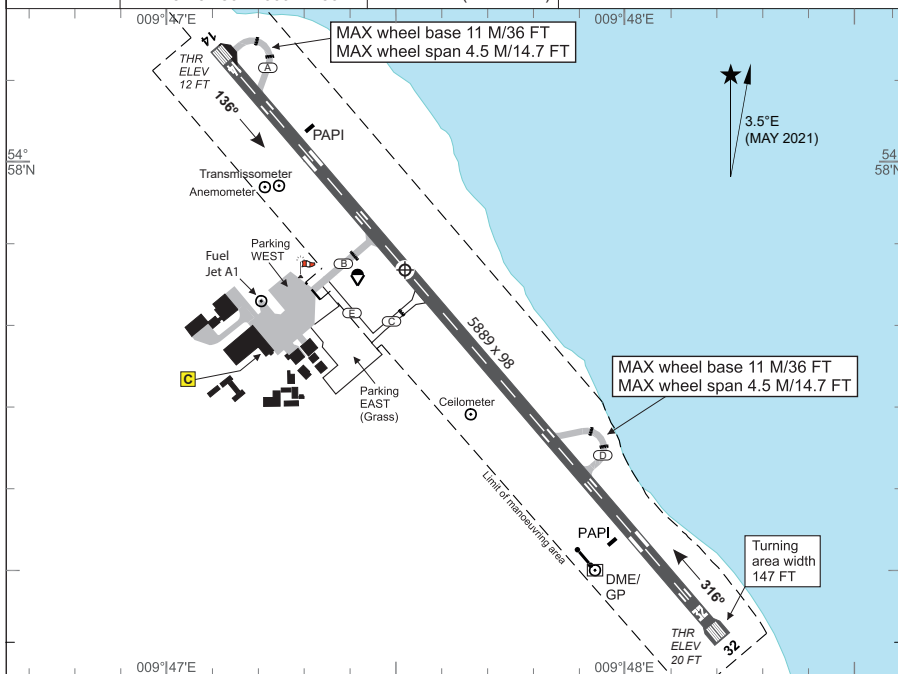 009°47'E
009°48'E
14
MAX wheel base 11 M/36 FT
MAX wheel span 4.5 M/14.7 FT
THR
ELEV
12 FT
A
136°
PAPI
3.5°E
(MAY 2021)
54°
58'N
54
58'N
Transmissometer
Anemometer
Fuel
Jet A1
Parking
WEST
B
E
C
5889 x 98
C
Parking
EAST
(Grass)
MAX wheel base 11 M/36 FT
MAX wheel span 4.5 M/14.7 FT
Ceilometer
D
Limit of manoeuvring area
PAPI
DME/
GP
Turning
area width
147 FT
316°
32
THR
ELEV
20 FT
32
009°47'E
009°48'E